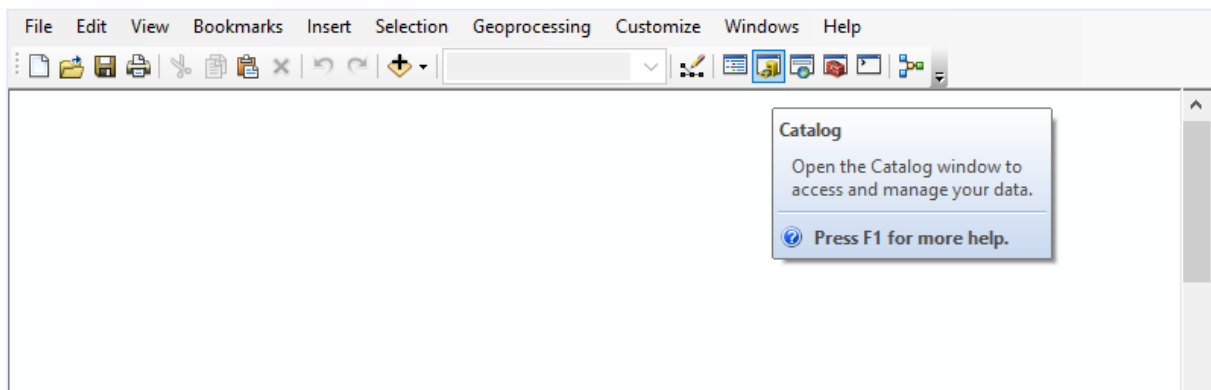 File Edit View Bookmarks Insert Selection Geoprocessing Customize Windows Help
Catalog
Open the Catalog window to
access and manage your data.
Press F1 for more help.